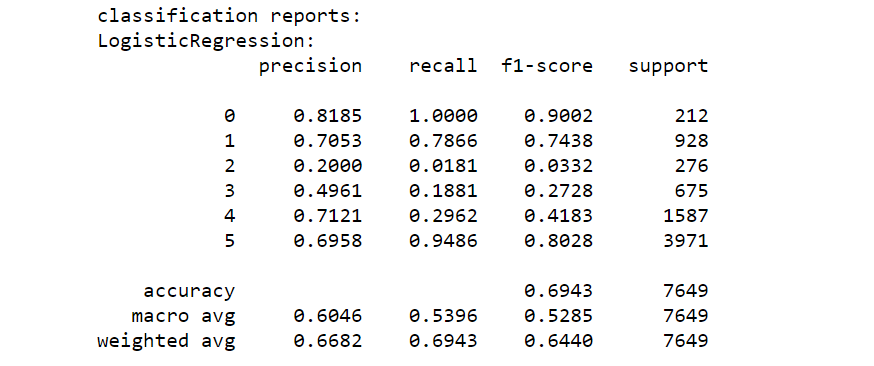 classification reports:
LogisticRegression:
precision recall f1-score support
0 0.8185 1.0000 0.9002 212
1 0.7053 0.7866 0.7438 928
2 0.2000 0.0181 0.0332 276
3 0.4961 0.1881 0.2728 675
4 0.7121 0.2962 0.4183 1587
5 0.6958 0.9486 0.8028 3971
accuracy 0.6943 7649
macro avg 0.6046 0.5396 0.5285 7649
weighted avg 0.6682 0.6943 0.6440 7649